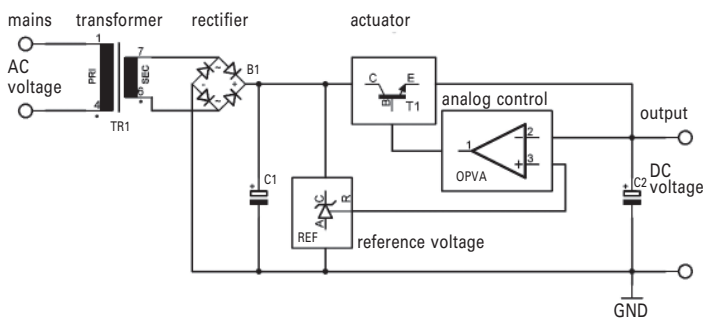 mains transformer rectifier actuator
AC voltage
1
4
PRI
SEC
7
6
TR1
~
~
-
+
B1
C E
B
T1
analog control
1
2
3
-
+
OPVA
output
+
C1
C
A
R
REF
reference voltage
+
C2
DC voltage
GND